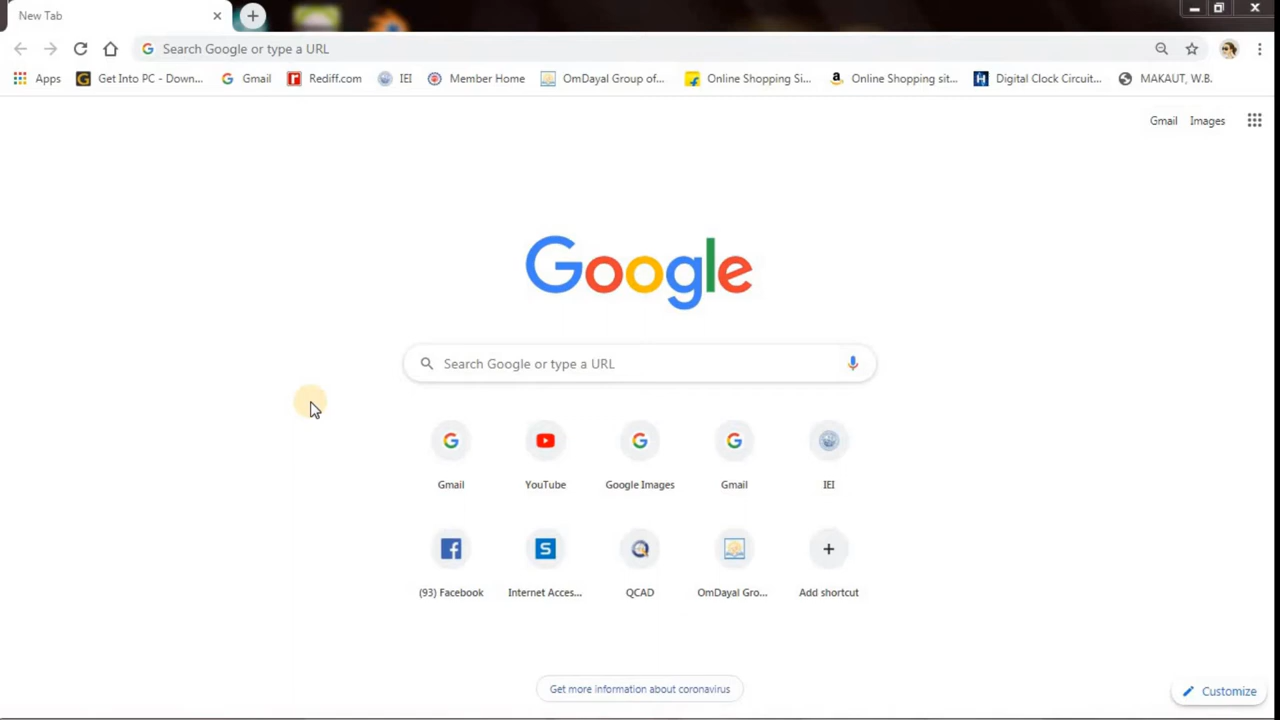 New Tab
Search Google or type a URL
Apps Get Into PC - Down... Gmail Rediff.com IEI Member Home OmDayal Group of... Online Shopping Si... Online Shopping sit... Digital Clock Circuit... MAKAUT, W.B.
Gmail Images
Google
Search Google or type a URL
Gmail YouTube Google Images Gmail IEI
(93) Facebook Internet Acces... QCAD OmDayal Gro... Add shortcut
Get more information about coronavirus
Customize